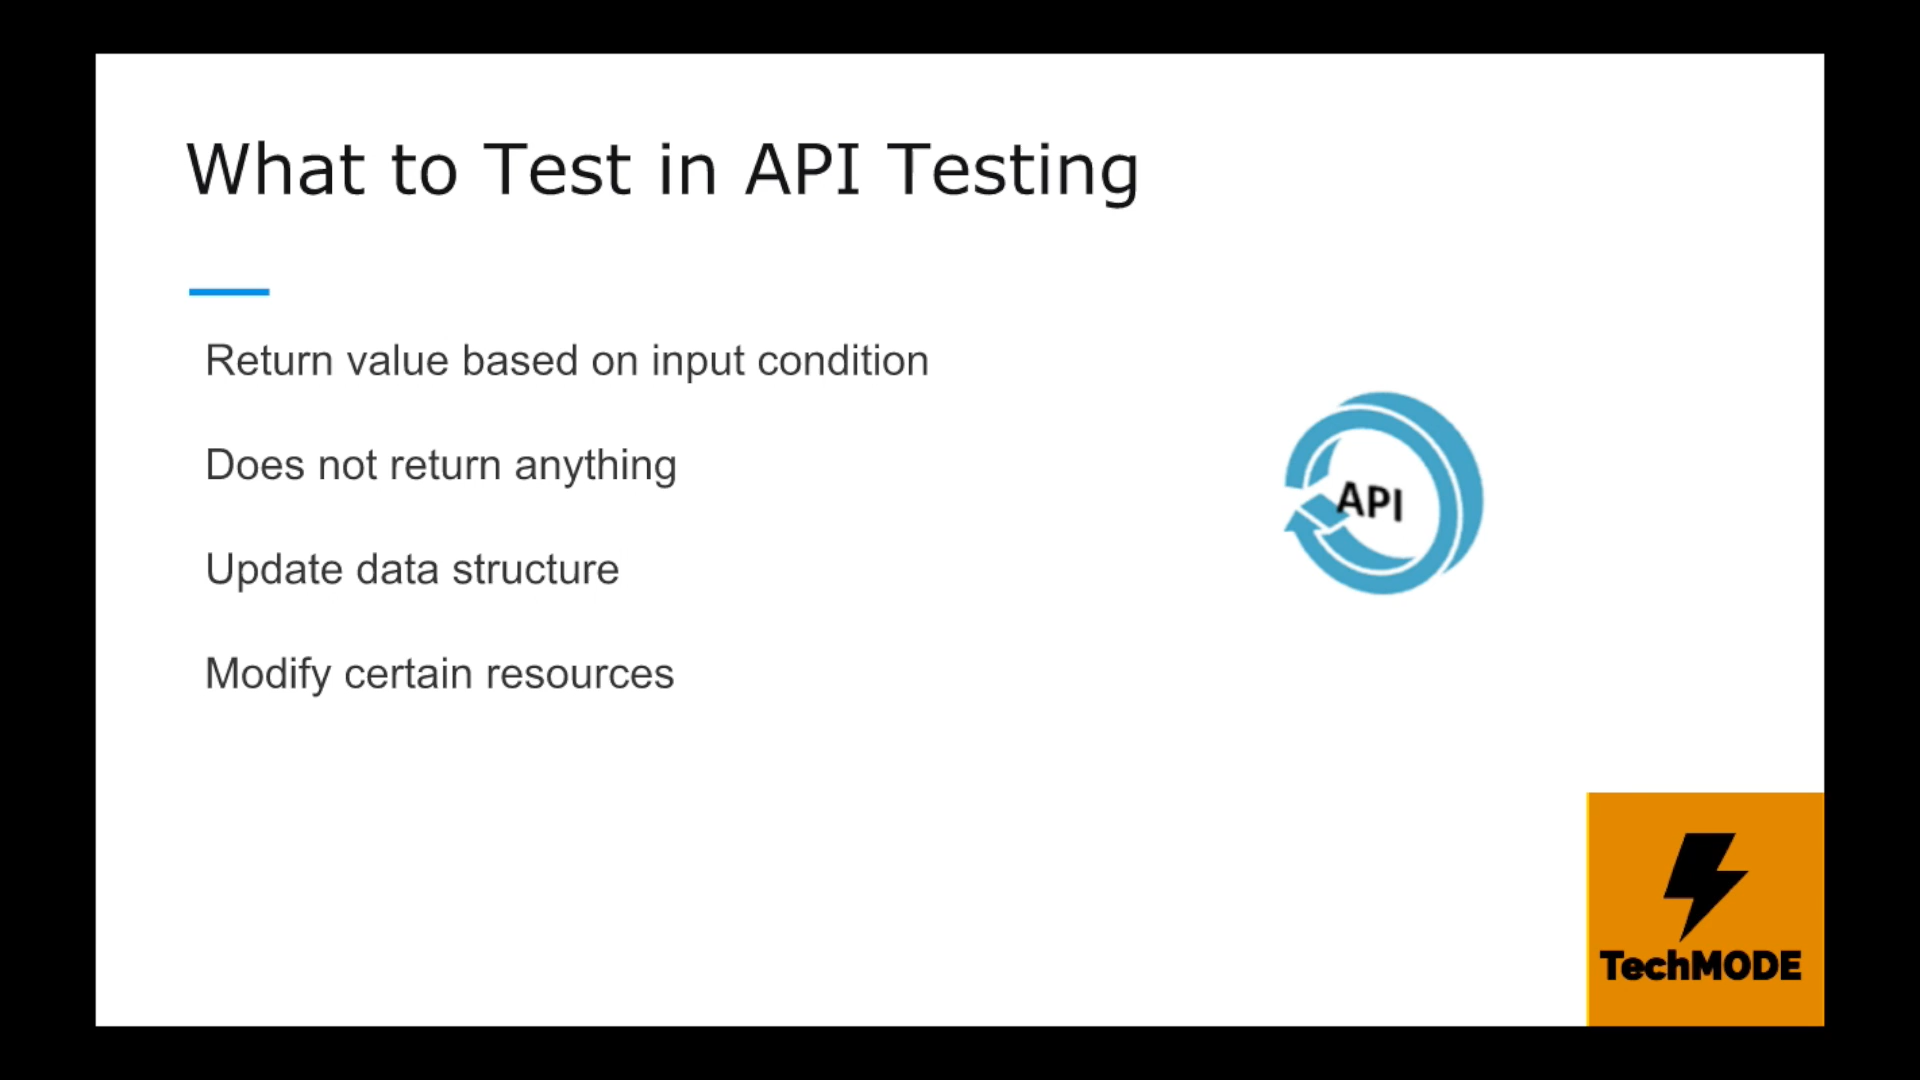 What to Test in API Testing
Return value based on input condition
Does not return anything
Update data structure
Modify certain resources
API
TechMODE